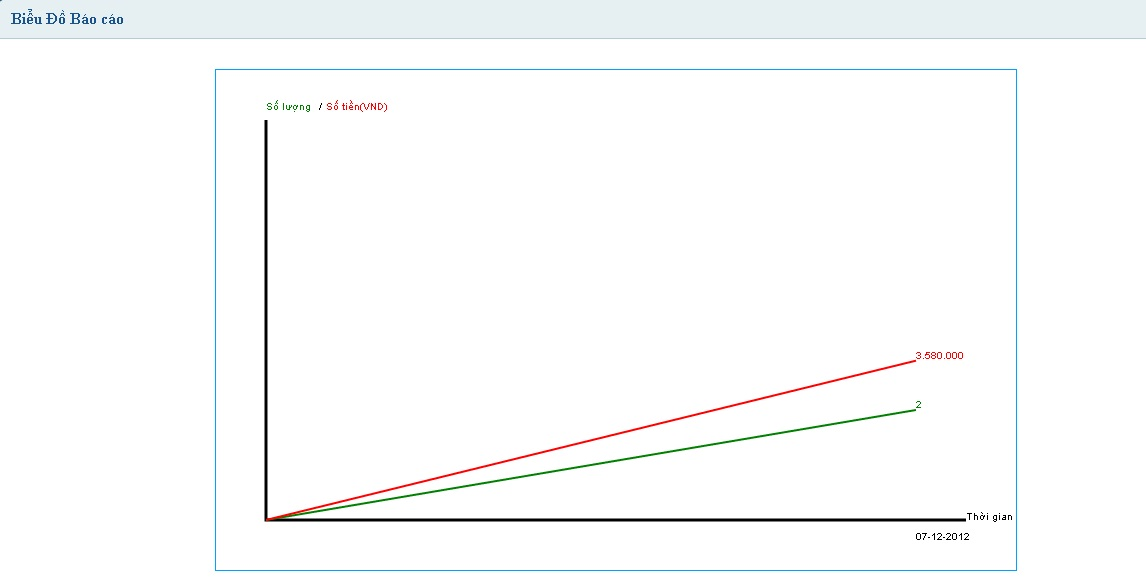 Biểu Đồ Báo cáo
Số lượng / Số tiền(VND)
3.580.000
2
Thời gian
07-12-2012